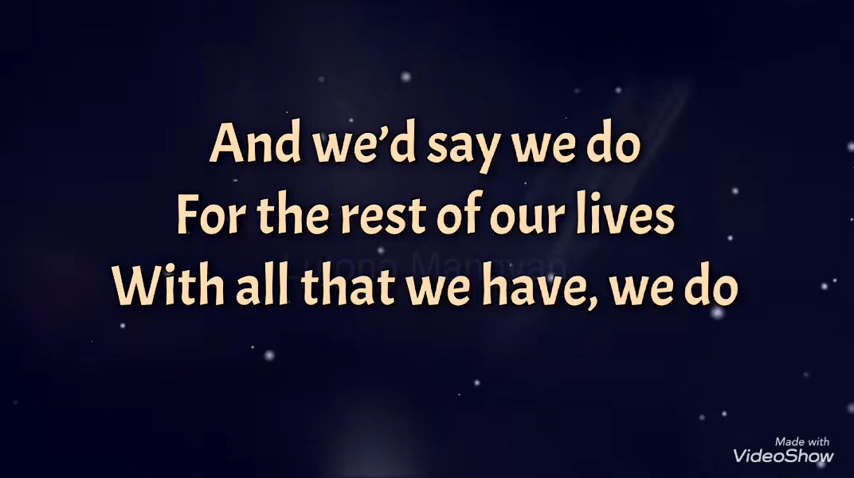 And we’d say we do
For the rest of our lives
With all that we have, we do
Made with
VideoShow